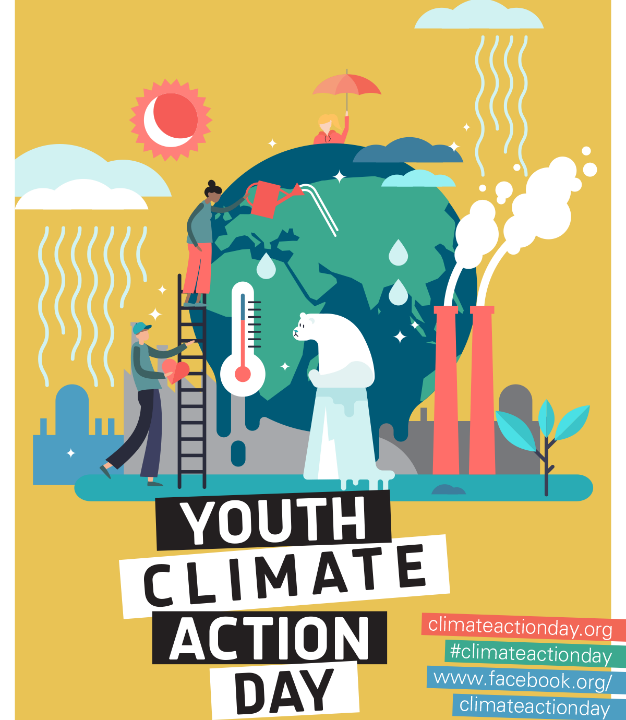 YOUTH
CLIMATE
ACTION
DAY
climateactionday.org
#climateactionday
www.facebook.org/
climateactionday